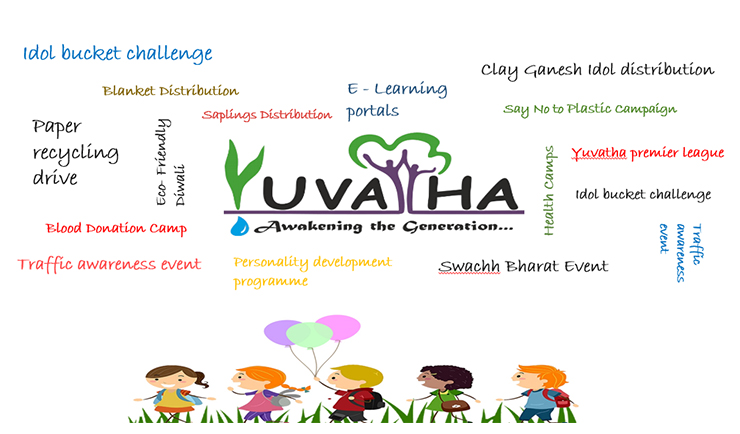 Idol bucket challenge
Clay Ganesh Idol distribution
Blanket Distribution
E - Learning
portals
Saplings Distribution
Say No to Plastic Campaign
Paper
recycling
drive
Eco- Friendly
Diwali
YUVATHA
Awakening the Generation...
Health Camps
Yuvatha premier league
Idol bucket challenge
Blood Donation Camp
Traffic
awareness
event
Traffic awareness event
Personality development
programme
Swachh Bharat Event